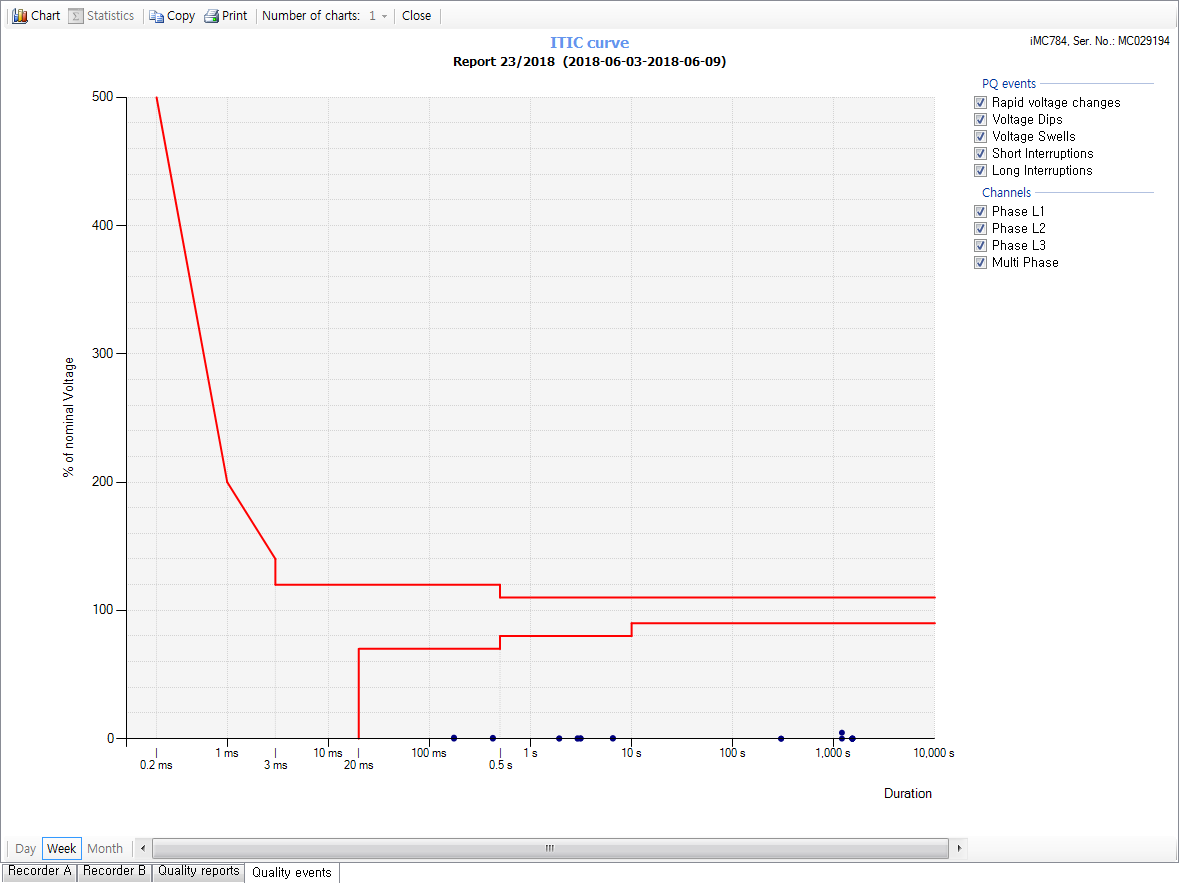 Chart Statistics Copy Print Number of charts: 1 Close
ITIC curve
iMC784, Ser. No.: MC029194
Report 23/2018 (2018-06-03-2018-06-09)
PQ events
Rapid voltage changes
Voltage Dips
Voltage Swells
Short Interruptions
Long Interruptions
Channels
Phase L1
Phase L2
Phase L3
Multi Phase
% of nominal Voltage
500
400
300
200
100
0
1 ms 10 ms 100 ms 1 s 10 s 100 s 1,000 s 10,000 s
0.2 ms 3 ms 20 ms 0.5 s
Duration
Day Week Month
Recorder A Recorder B Quality reports Quality events